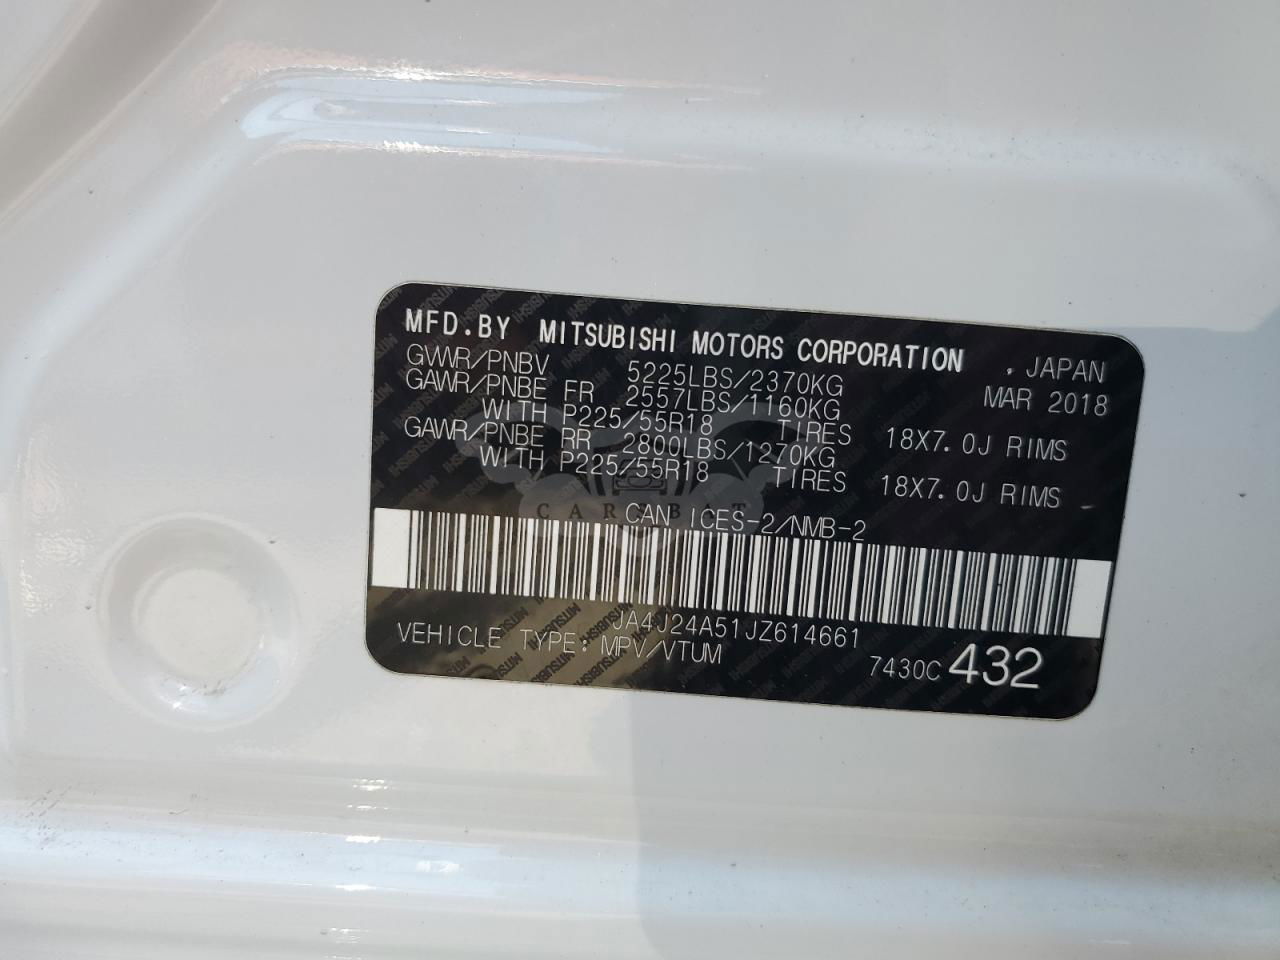 MFD.BY MITSUBISHI MOTORS CORPORATION , JAPAN
GVWR/PNBV 5225LBS/2370KG MAR 2018
GAWR/PNBE FR 2557LBS/1160KG
WITH P225/55R18 TIRES 18X7.0J RIMS
GAWR/PNBE RR 2800LBS/1270KG
WITH P225/55R18 TIRES 18X7.0J RIMS
CARSBAT
CAN ICES-2/NMB-2
JA4J24A51JZ614661
VEHICLE TYPE: MPV/VTUM 7430C 432